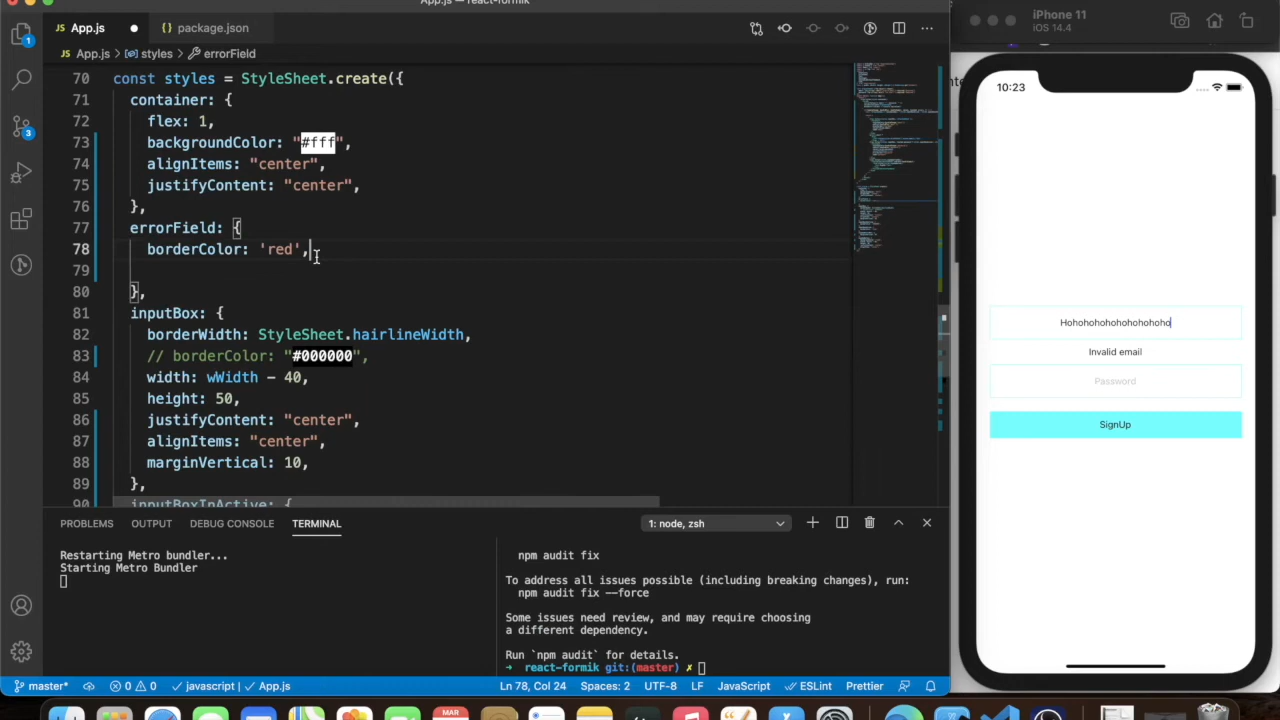 App.js — react-formik
App.js
package.json
App.js > styles > errorField
70 const styles = StyleSheet.create({
71 container: {
72 flex: 1,
73 backgroundColor: "#fff",
74 alignItems: "center",
75 justifyContent: "center",
76 },
77 errorField: {
78 borderColor: 'red',
79
80 },
81 inputBox: {
82 borderWidth: StyleSheet.hairlineWidth,
83 // borderColor: "#000000",
84 width: wWidth - 40,
85 height: 50,
86 justifyContent: "center",
87 alignItems: "center",
88 marginVertical: 10,
89 },
90 inputBoxInActive: {
1
3
PROBLEMS OUTPUT DEBUG CONSOLE TERMINAL
1: node, zsh
Restarting Metro bundler...
Starting Metro Bundler
npm audit fix
To address all issues possible (including breaking changes), run:
npm audit fix --force
Some issues need review, and may require choosing
a different dependency.
Run `npm audit` for details.
➜ react-formik git:(master) ✗
master* 0 0 javascript | App.js
Ln 78, Col 24 Spaces: 2 UTF-8 LF JavaScript ESLint Prettier
iPhone 11
iOS 14.4
10:23
Hohohohohohohohohoho
Invalid email
Password
SignUp
MAR